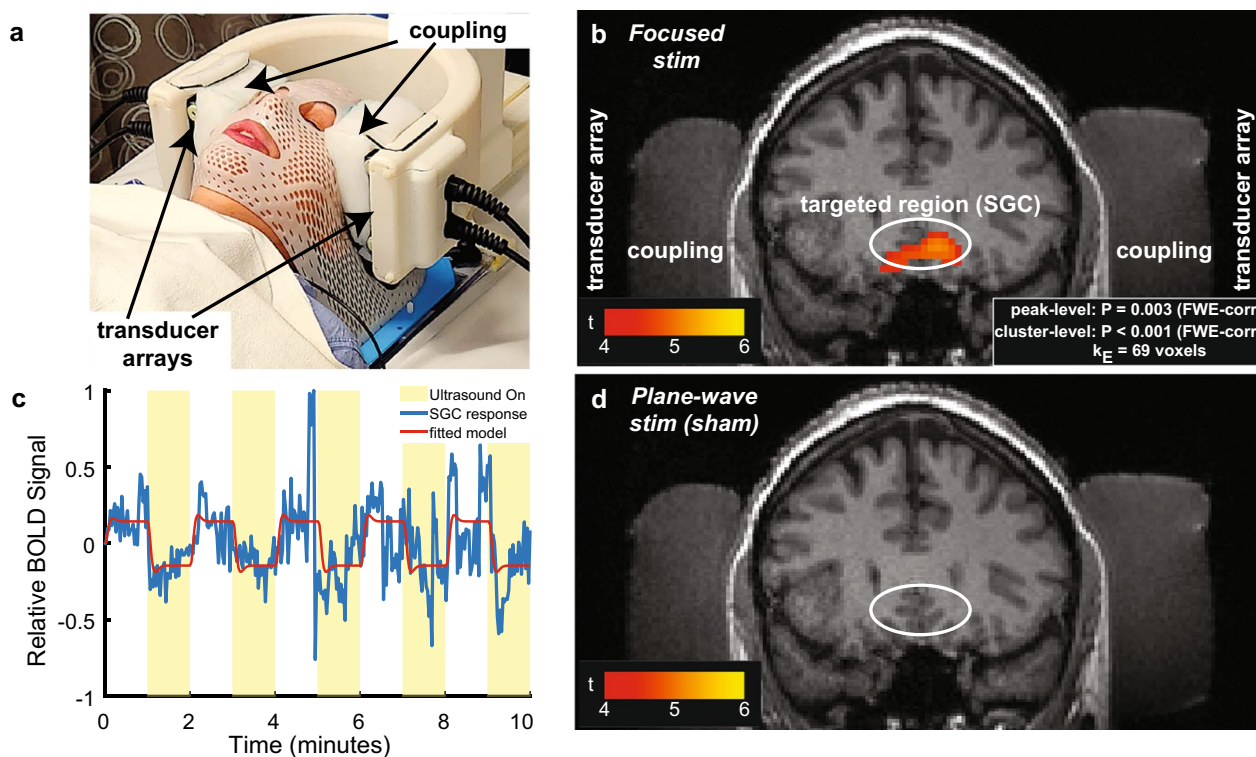 a
coupling
transducer
arrays
b
Focused
stim
transducer array
coupling
targeted region (SGC)
coupling
transducer array
t
4
5
6
peak-level: P = 0.003 (FWE-corr
cluster-level: P < 0.001 (FWE-corr
kE = 69 voxels
c
Ultrasound On
SGC response
fitted model
Relative BOLD Signal
1
0.5
0
-0.5
-1
0
2
4
6
8
10
Time (minutes)
d
Plane-wave
stim (sham)
t
4
5
6